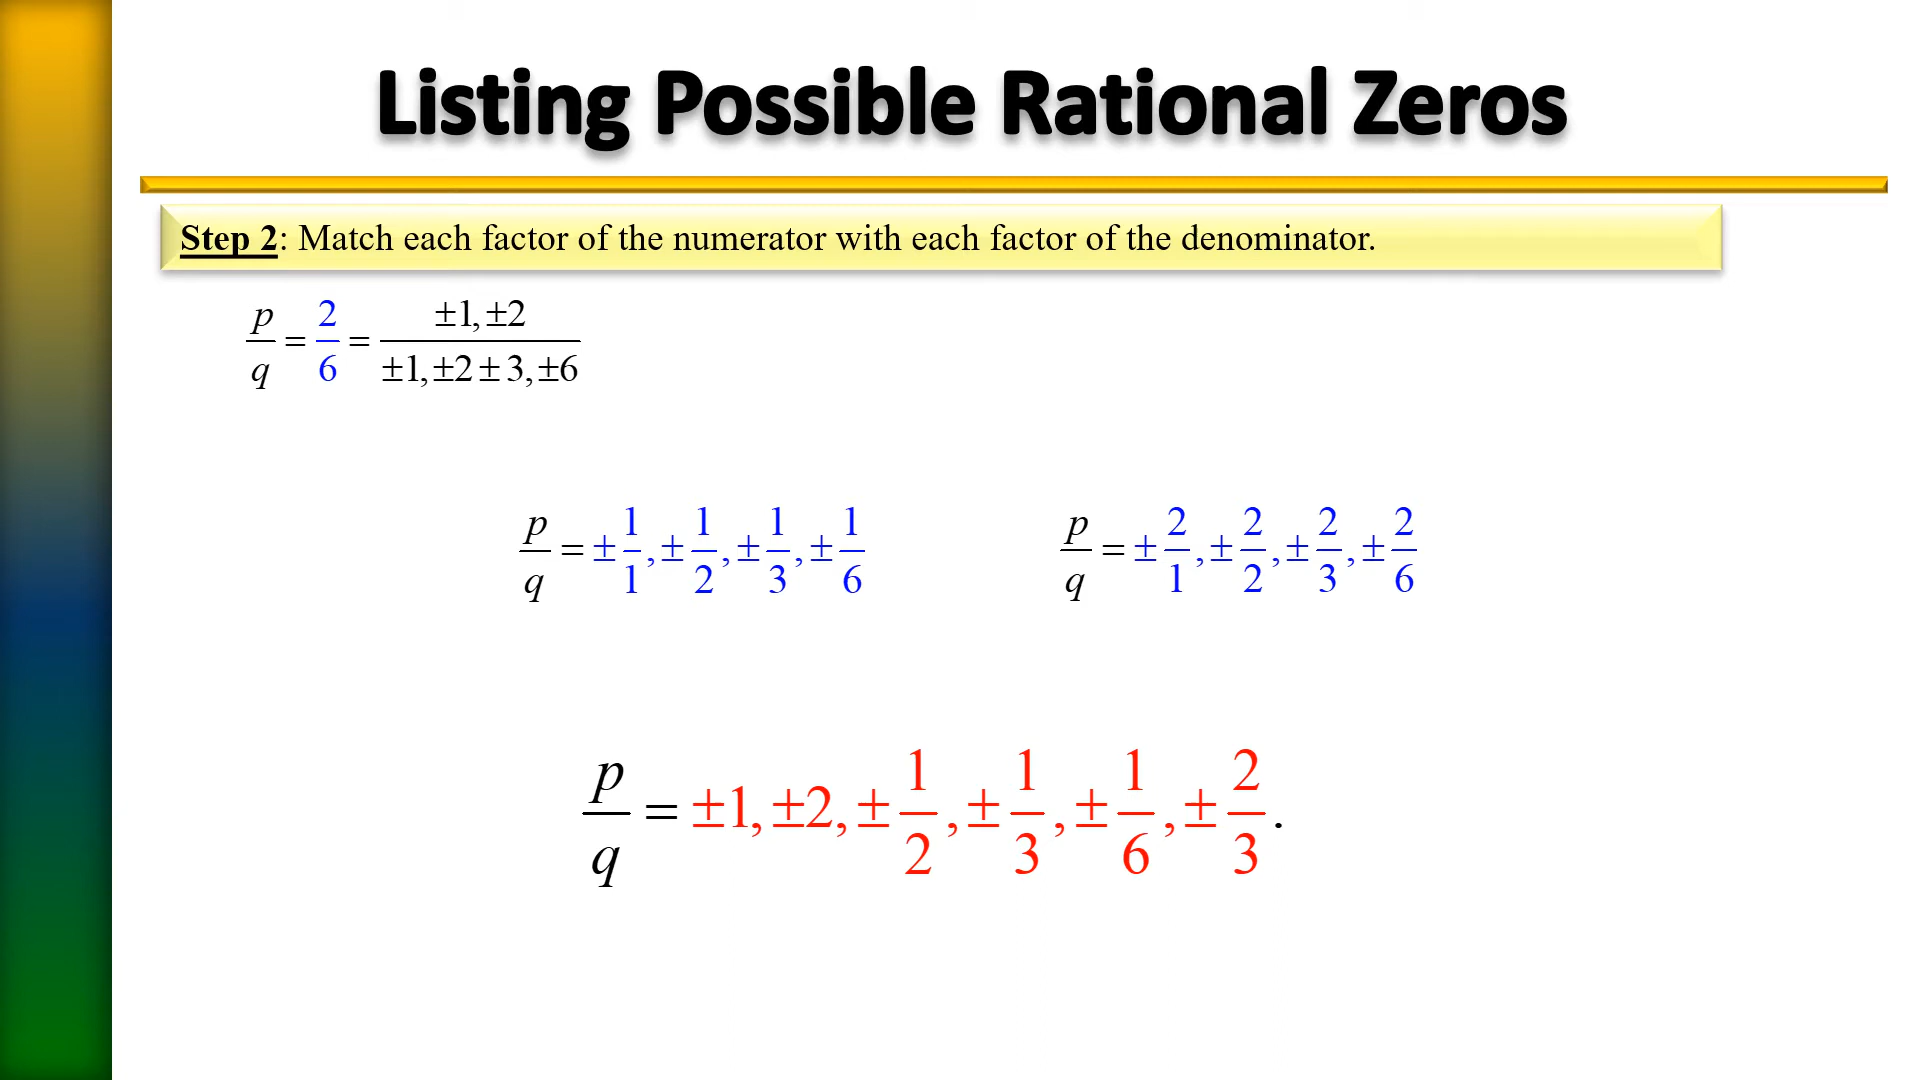 Listing Possible Rational Zeros
Step 2: Match each factor of the numerator with each factor of the denominator.
p/q = 2/6 = ±1, ±2 / ±1, ±2 ± 3, ±6
p/q = ± 1/1, ± 1/2, ± 1/3, ± 1/6
p/q = ± 2/1, ± 2/2, ± 2/3, ± 2/6
p/q = ±1, ±2, ± 1/2, ± 1/3, ± 1/6, ± 2/3.